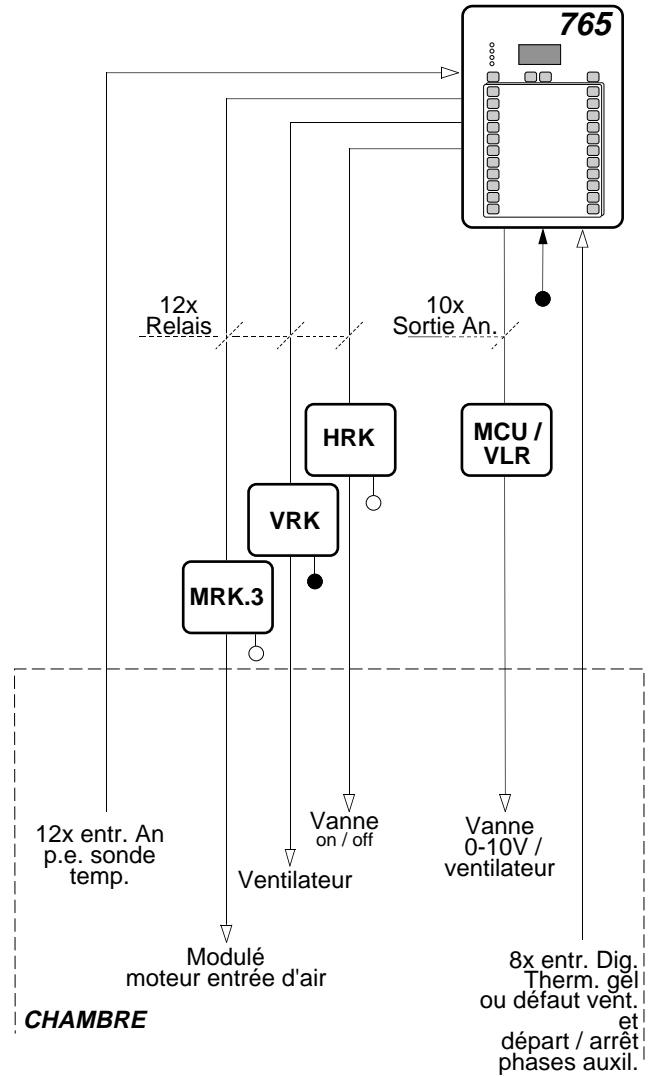 765
12x
Relais
10x
Sortie An.
HRK
MCU /
VLR
VRK
MRK.3
12x entr. An
p.e. sonde
temp.
Vanne
on / off
Vanne
0-10V /
ventilateur
Ventilateur
Modulé
moteur entrée d'air
8x entr. Dig.
Therm. gel
ou défaut vent.
et
départ / arrêt
phases auxil.
CHAMBRE